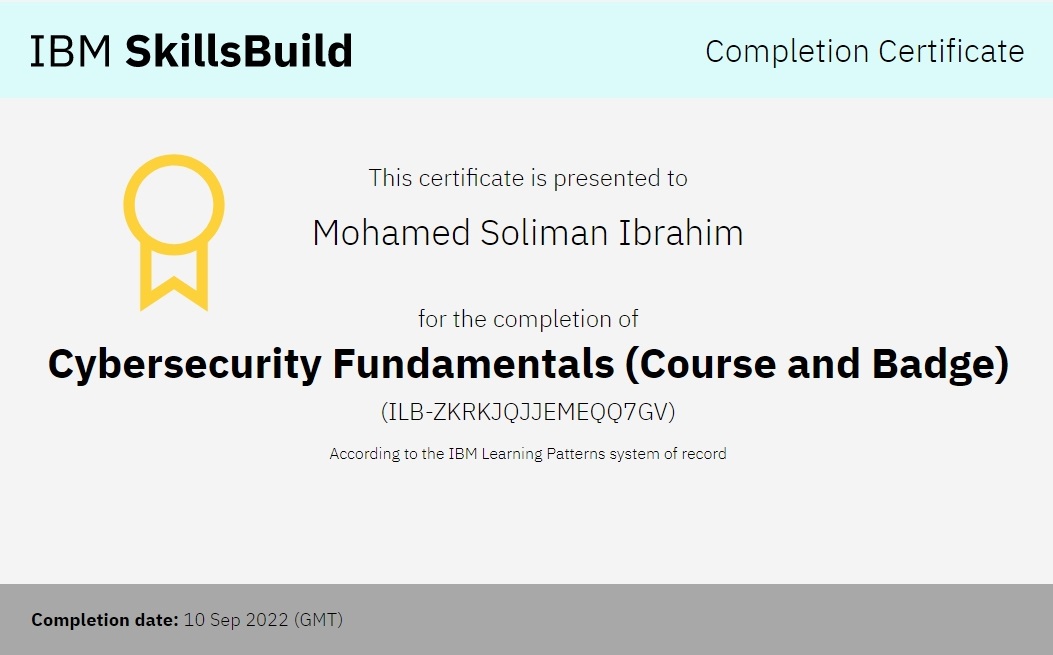 IBM SkillsBuild
Completion Certificate
This certificate is presented to
Mohamed Soliman Ibrahim
for the completion of
Cybersecurity Fundamentals (Course and Badge)
(ILB-ZKRKJQJJEMEQQ7GV)
According to the IBM Learning Patterns system of record
Completion date: 10 Sep 2022 (GMT)